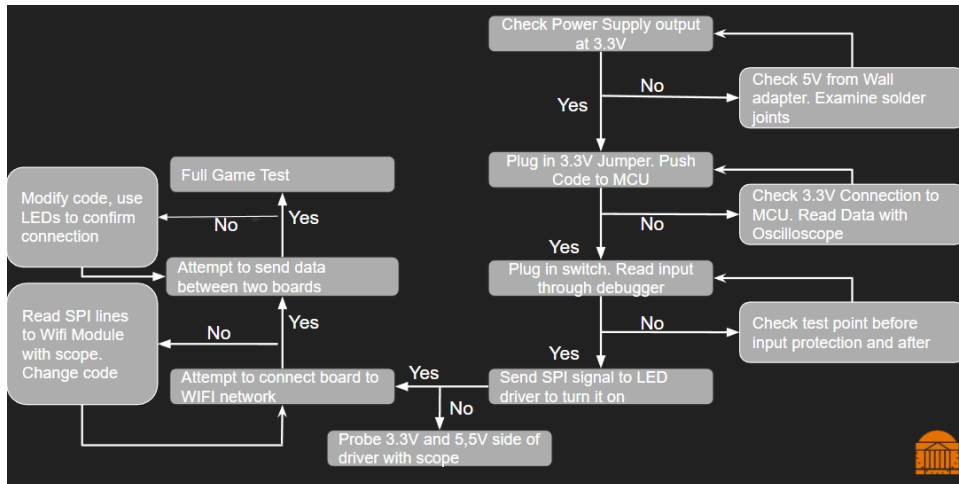 Check Power Supply output
at 3.3V
No
Yes
Check 5V from Wall
adapter. Examine solder
joints
Plug in 3.3V Jumper. Push
Code to MCU
No
Yes
Check 3.3V Connection to
MCU. Read Data with
Oscilloscope
Plug in switch. Read input
through debugger
No
Yes
Check test point before
input protection and after
Send SPI signal to LED
driver to turn it on
Yes
No
Probe 3.3V and 5,5V side of
driver with scope
Attempt to connect board to
WIFI network
No
Yes
Read SPI lines
to Wifi Module
with scope.
Change code
Attempt to send data
between two boards
No
Yes
Modify code, use
LEDs to confirm
connection
Full Game Test